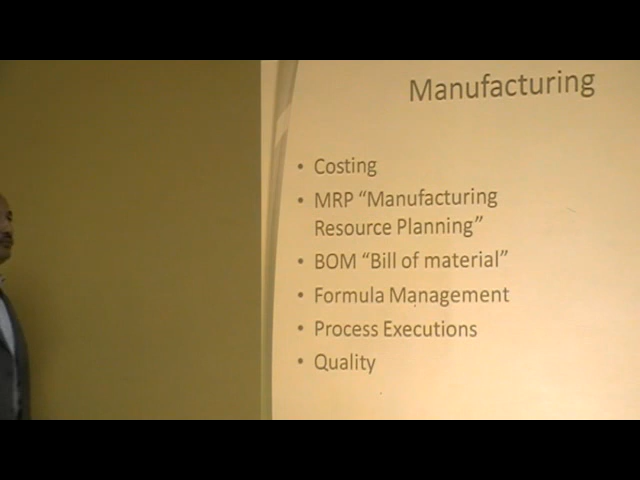 Manufacturing
• Costing
• MRP “Manufacturing
Resource Planning”
• BOM “Bill of material”
• Formula Management
• Process Executions
• Quality